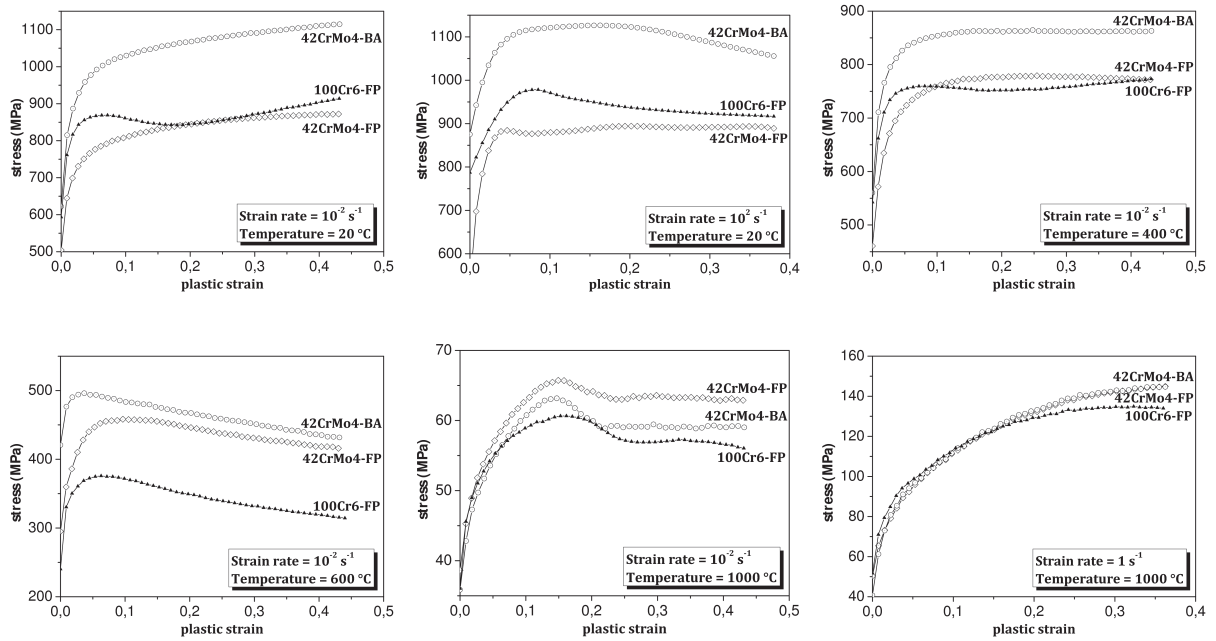 1100
1000
900
800
700
600
500
0,0 0,1 0,2 0,3 0,4 0,5
stress (MPa)
plastic strain
42CrMo4-BA
100Cr6-FP
42CrMo4-FP
Strain rate = 10⁻² s⁻¹
Temperature = 20 °C
1100
1000
900
800
700
600
0,0 0,1 0,2 0,3 0,4
stress (MPa)
plastic strain
42CrMo4-BA
100Cr6-FP
42CrMo4-FP
Strain rate = 10² s⁻¹
Temperature = 20 °C
900
800
700
600
500
0,0 0,1 0,2 0,3 0,4 0,5
stress (MPa)
plastic strain
42CrMo4-BA
42CrMo4-FP
100Cr6-FP
Strain rate = 10⁻² s⁻¹
Temperature = 400 °C
500
400
300
200
0,0 0,1 0,2 0,3 0,4 0,5
stress (MPa)
plastic strain
42CrMo4-BA
42CrMo4-FP
100Cr6-FP
Strain rate = 10⁻² s⁻¹
Temperature = 600 °C
70
60
50
40
0,0 0,1 0,2 0,3 0,4 0,5
stress (MPa)
plastic strain
42CrMo4-FP
42CrMo4-BA
100Cr6-FP
Strain rate = 10⁻² s⁻¹
Temperature = 1000 °C
160
140
120
100
80
60
40
0,0 0,1 0,2 0,3 0,4
stress (MPa)
plastic strain
42CrMo4-BA
42CrMo4-FP
100Cr6-FP
Strain rate = 1 s⁻¹
Temperature = 1000 °C